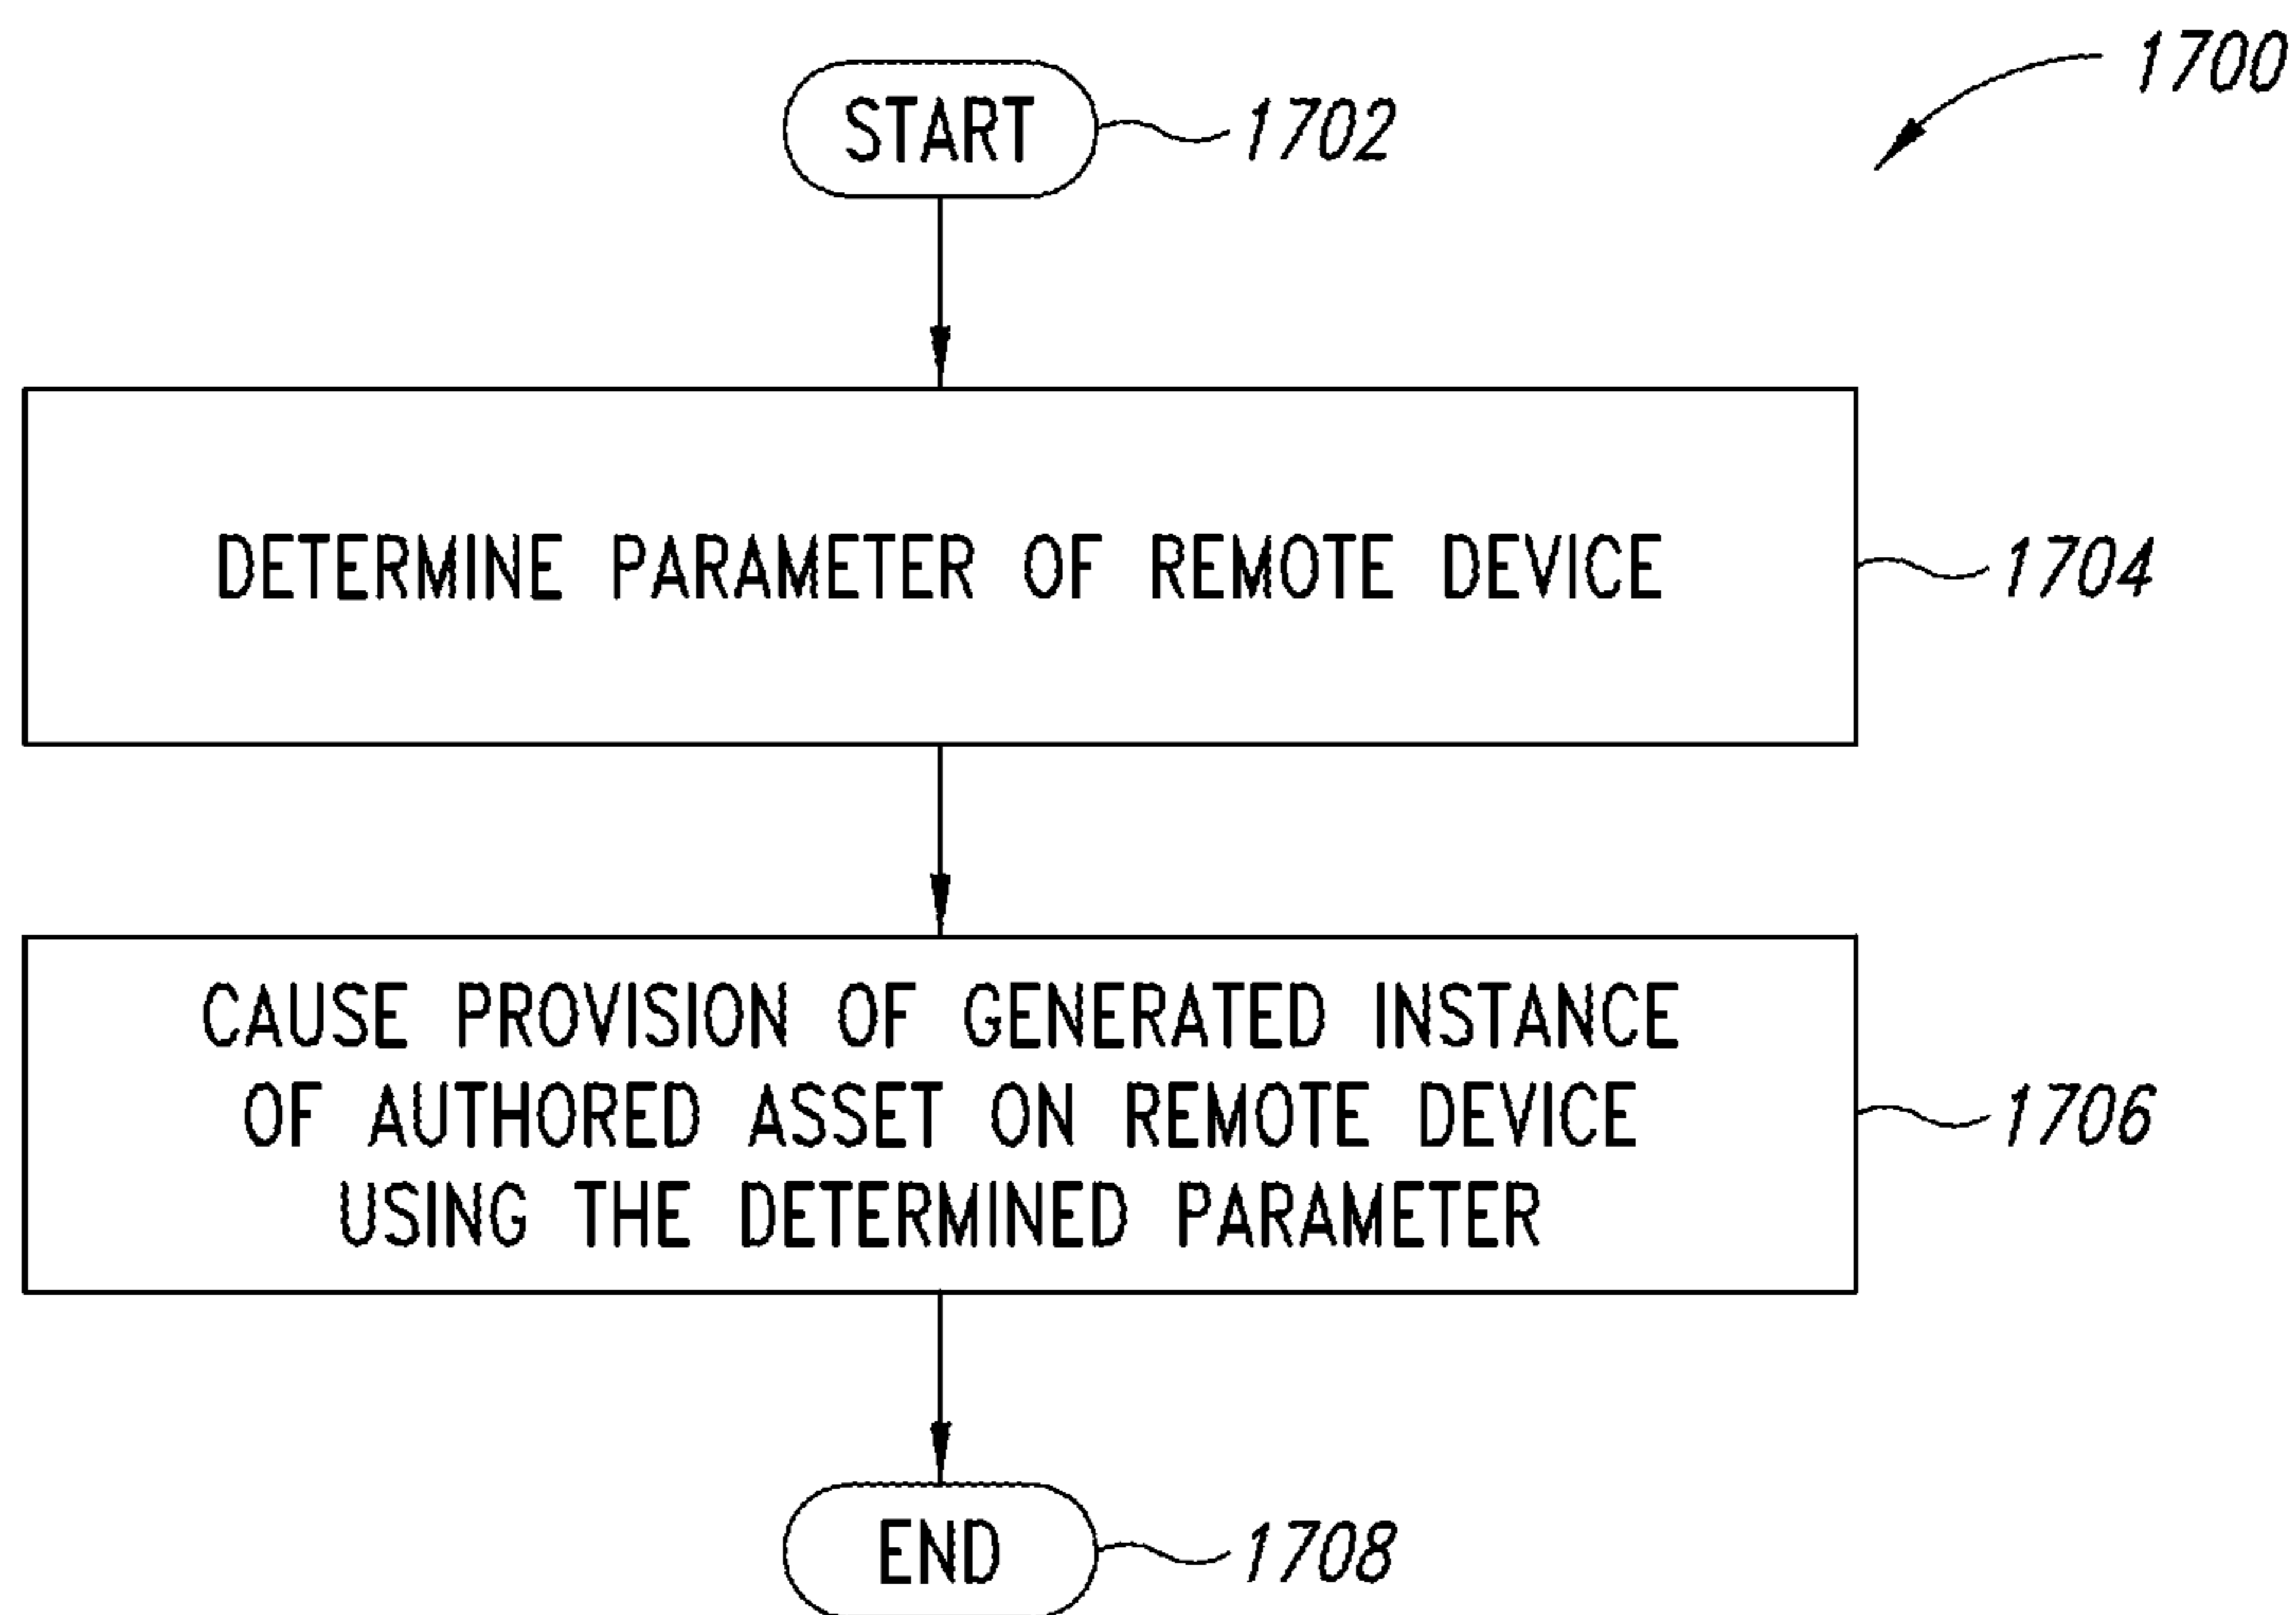 1700
START 1702
DETERMINE PARAMETER OF REMOTE DEVICE 1704
CAUSE PROVISION OF GENERATED INSTANCE
OF AUTHORED ASSET ON REMOTE DEVICE 1706
USING THE DETERMINED PARAMETER
END 1708